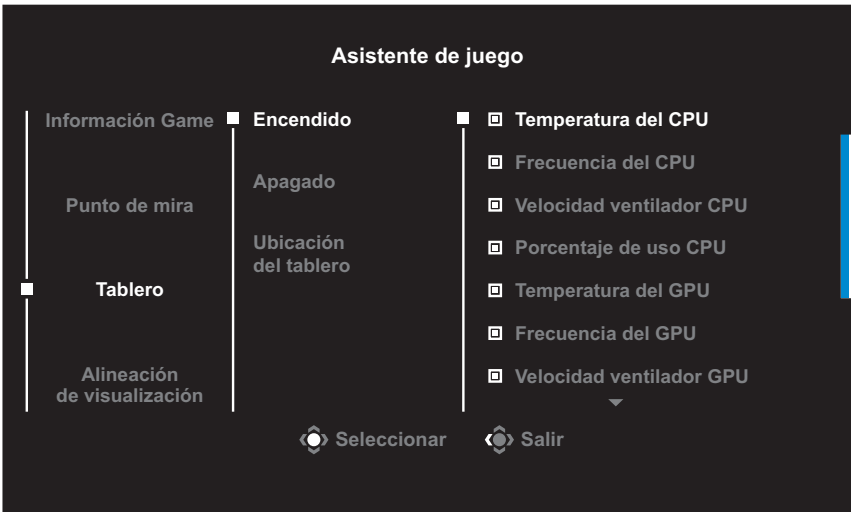 Asistente de juego
Información Game
Punto de mira
Tablero
Alineación
de visualización
Encendido
Apagado
Ubicación
del tablero
Temperatura del CPU
Frecuencia del CPU
Velocidad ventilador CPU
Porcentaje de uso CPU
Temperatura del GPU
Frecuencia del GPU
Velocidad ventilador GPU
Seleccionar
Salir